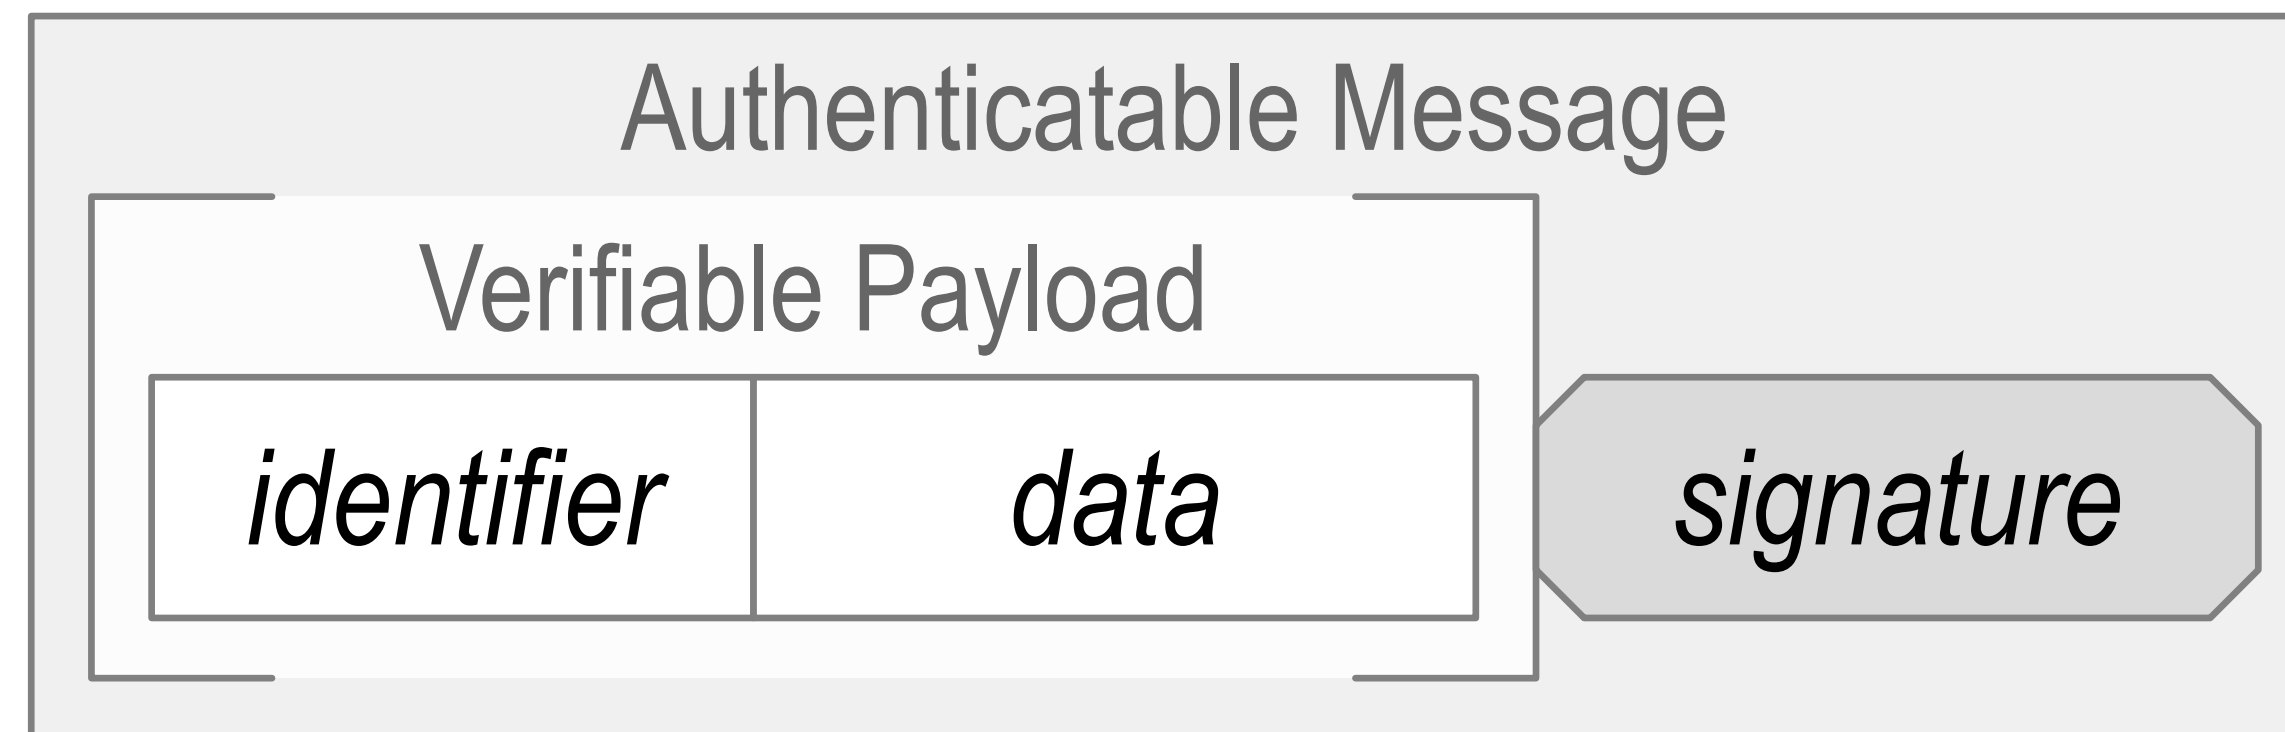 Authenticatable Message
Verifiable Payload
identifier data signature